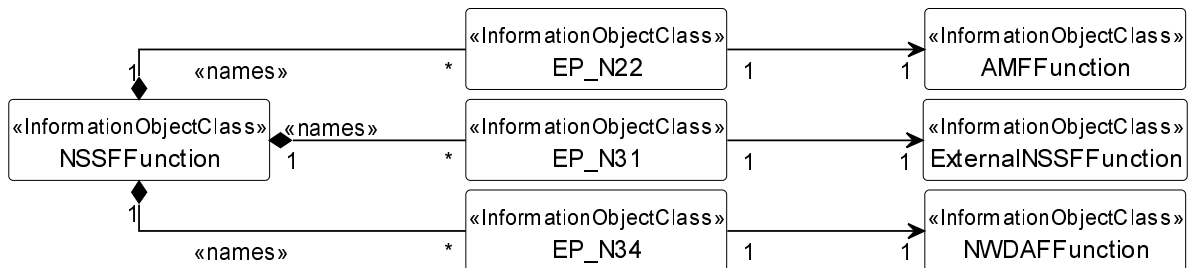 «InformationObjectClass»
EP_N22
«InformationObjectClass»
AMFFunction
1
«names»
*
1
1
«InformationObjectClass»
NSSFFunction
«names»
1
*
«InformationObjectClass»
EP_N31
1
1
«InformationObjectClass»
ExternalNSSFFunction
1
«names»
*
«InformationObjectClass»
EP_N34
1
1
«InformationObjectClass»
NWDAFFunction